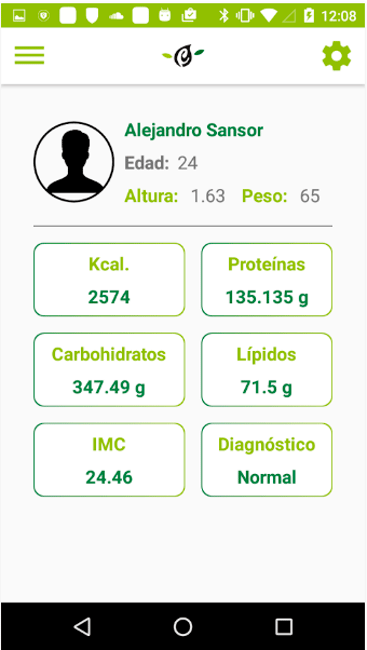 12:08
Alejandro Sansor
Edad: 24
Altura: 1.63 Peso: 65
Kcal.
2574
Proteínas
135.135 g
Carbohidratos
347.49 g
Lípidos
71.5 g
IMC
24.46
Diagnóstico
Normal